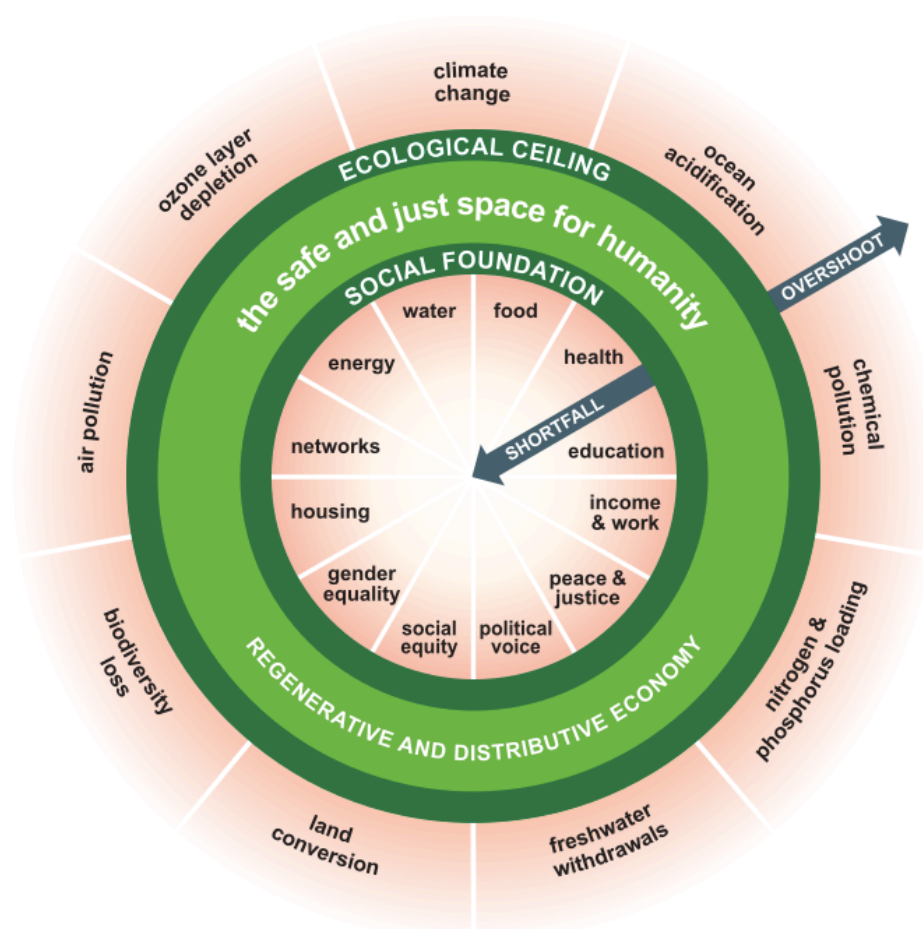 climate
change
ozone layer
depletion
ocean
acidification
ECOLOGICAL CEILING
the safe and just space for humanity
OVERSHOOT
SOCIAL FOUNDATION
water
food
energy
health
SHORTFALL
networks
education
housing
income
& work
gender
equality
peace &
justice
social
equity
political
voice
air pollution
chemical
pollution
REGENERATIVE AND DISTRIBUTIVE ECONOMY
biodiversity
loss
nitrogen &
phosphorus loading
land
conversion
freshwater
withdrawals